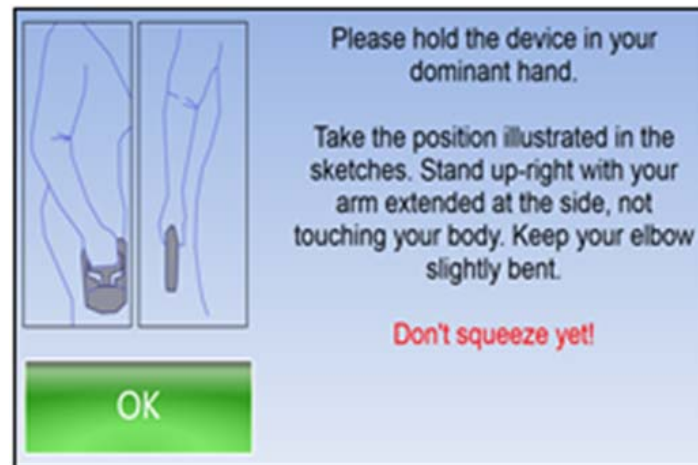 Please hold the device in your
dominant hand.
Take the position illustrated in the
sketches. Stand up-right with your
arm extended at the side, not
touching your body. Keep your elbow
slightly bent.
Don't squeeze yet!
OK